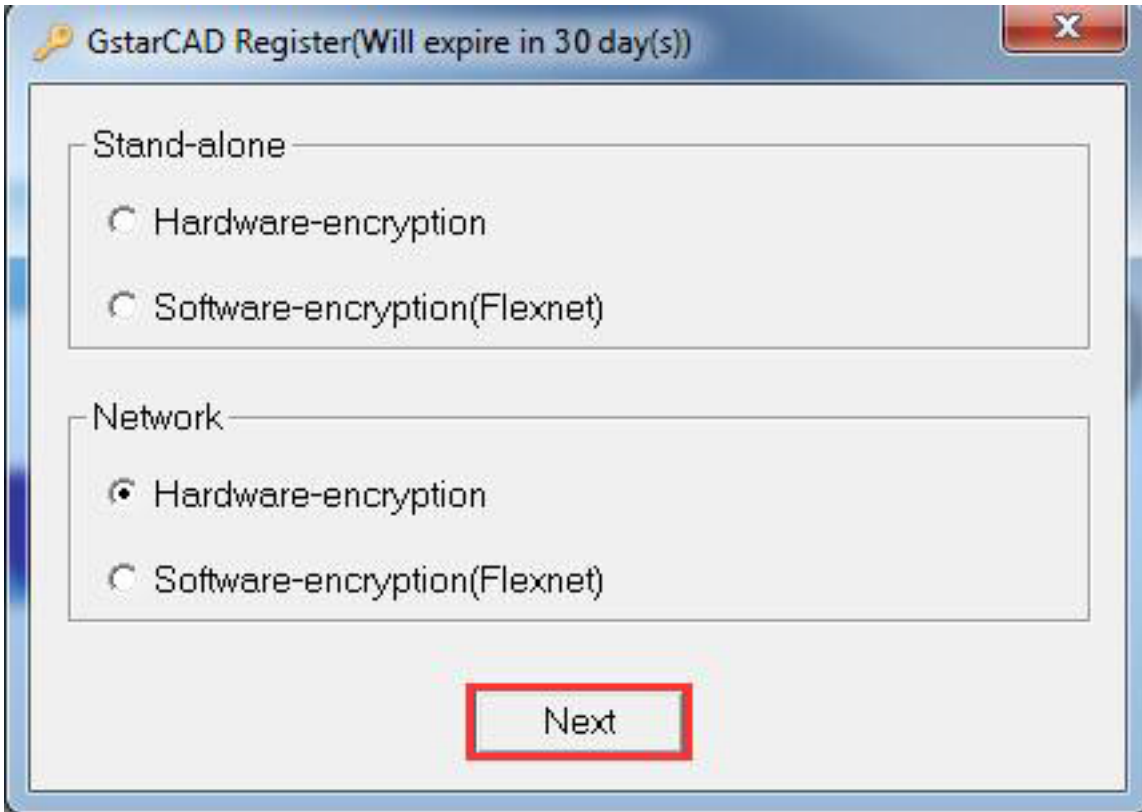 GstarCAD Register(Will expire in 30 day(s))
Stand-alone
Hardware-encryption
Software-encryption(Flexnet)
Network
Hardware-encryption
Software-encryption(Flexnet)
Next